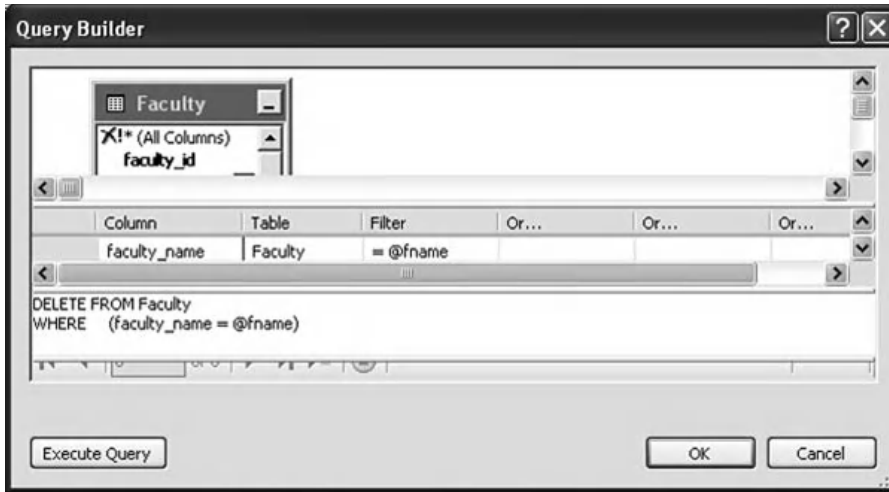 Query Builder
Faculty
* (All Columns)
faculty_id
Column Table Filter Or... Or... Or...
faculty_name Faculty = @fname
DELETE FROM Faculty
WHERE (faculty_name = @fname)
Execute Query OK Cancel